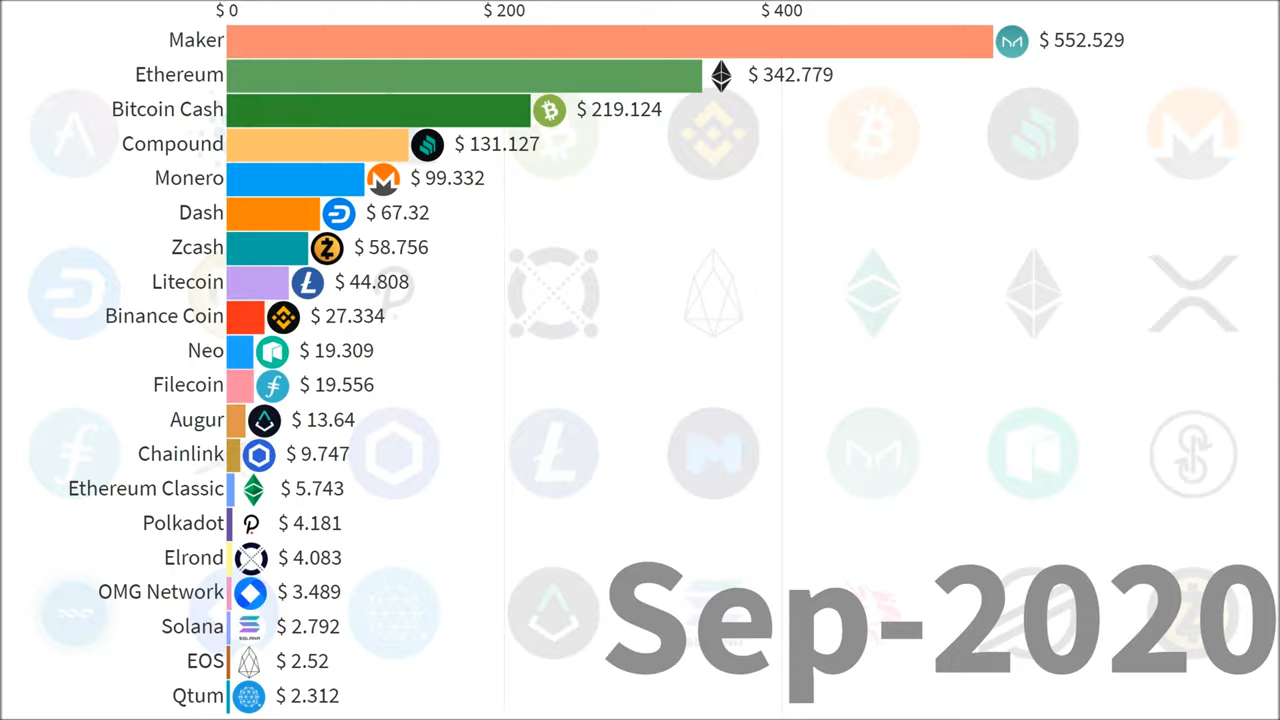 $ 0 $ 200 $ 400
Maker $ 552.529
Ethereum $ 342.779
Bitcoin Cash $ 219.124
Compound $ 131.127
Monero $ 99.332
Dash $ 67.32
Zcash $ 58.756
Litecoin $ 44.808
Binance Coin $ 27.334
Neo $ 19.309
Filecoin $ 19.556
Augur $ 13.64
Chainlink $ 9.747
Ethereum Classic $ 5.743
Polkadot $ 4.181
Elrond $ 4.083
OMG Network $ 3.489
Solana SOLANA $ 2.792
EOS $ 2.52
Qtum $ 2.312
Sep-2020